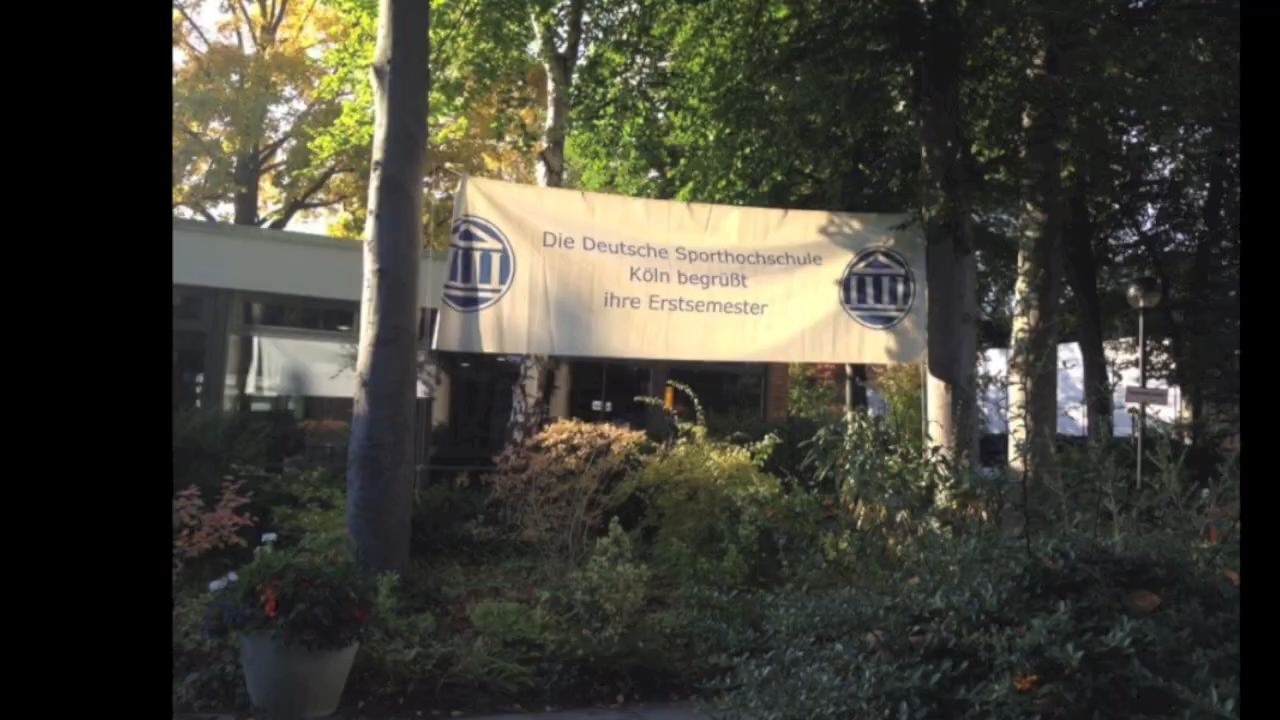 Die Deutsche Sporthochschule
Köln begrüßt
ihre Erstsemester